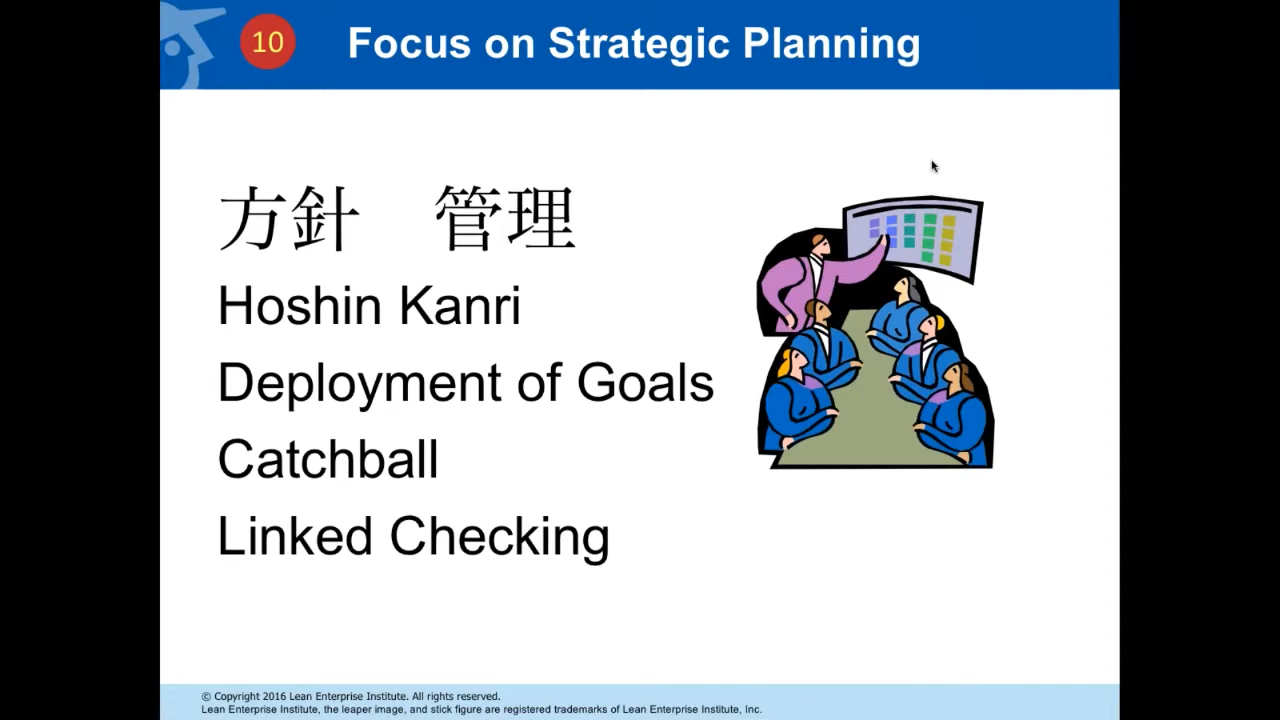 10
Focus on Strategic Planning
方針　管理
Hoshin Kanri
Deployment of Goals
Catchball
Linked Checking
© Copyright 2016 Lean Enterprise Institute. All rights reserved.
Lean Enterprise Institute, the leaper image, and stick figure are registered trademarks of Lean Enterprise Institute, Inc.